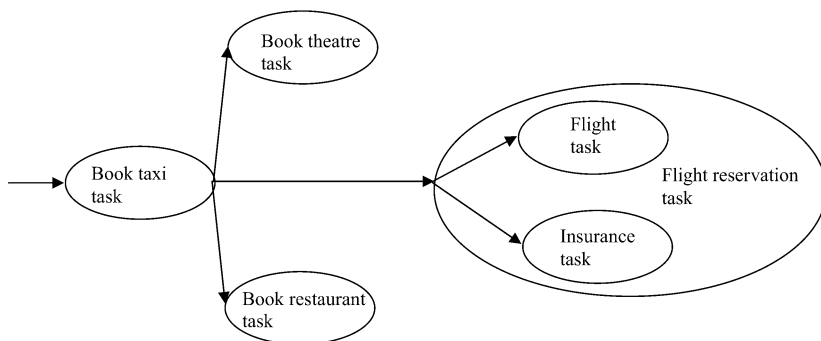 Book theatre
task
Flight
task
Book taxi
task
Flight reservation
task
Insurance
task
Book restaurant
task